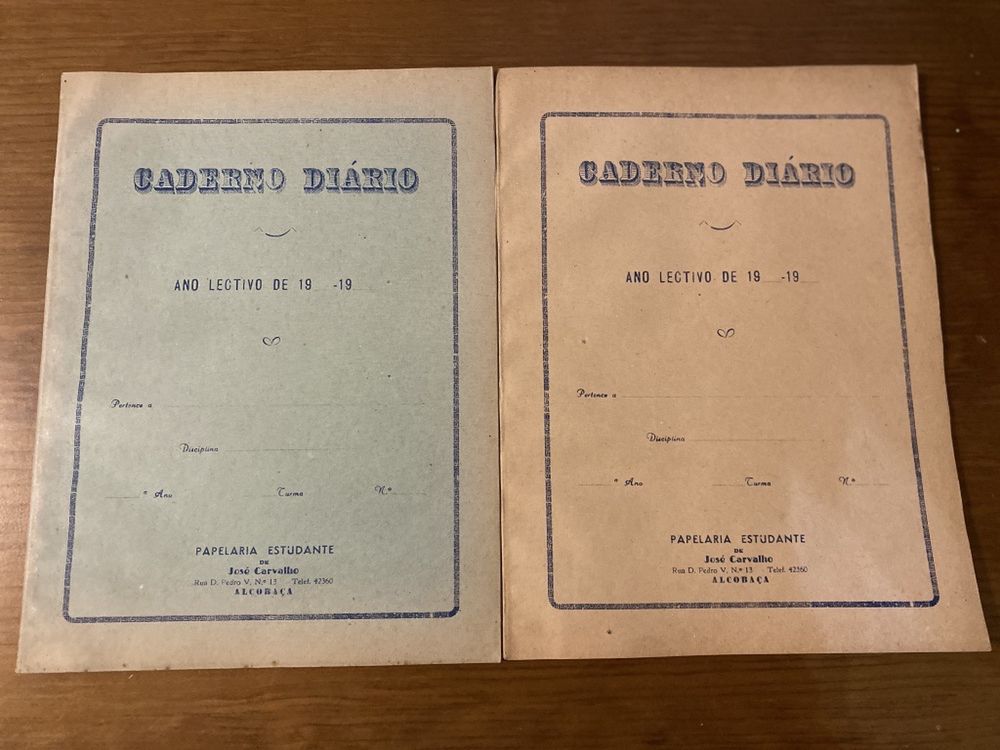 CADERNO DIÁRIO
ANO LECTIVO DE 19 -19
Pertence a
Disciplina
º Ano Turma N.º
PAPELARIA ESTUDANTE
DE
José Carvalho
Rua D. Pedro V, N.º 13 Telef. 42360
ALCOBAÇA
CADERNO DIÁRIO
ANO LECTIVO DE 19 -19
Pertence a
Disciplina
º Ano Turma N.º
PAPELARIA ESTUDANTE
DE
José Carvalho
Rua D. Pedro V, N.º 13 Telef. 42360
ALCOBAÇA